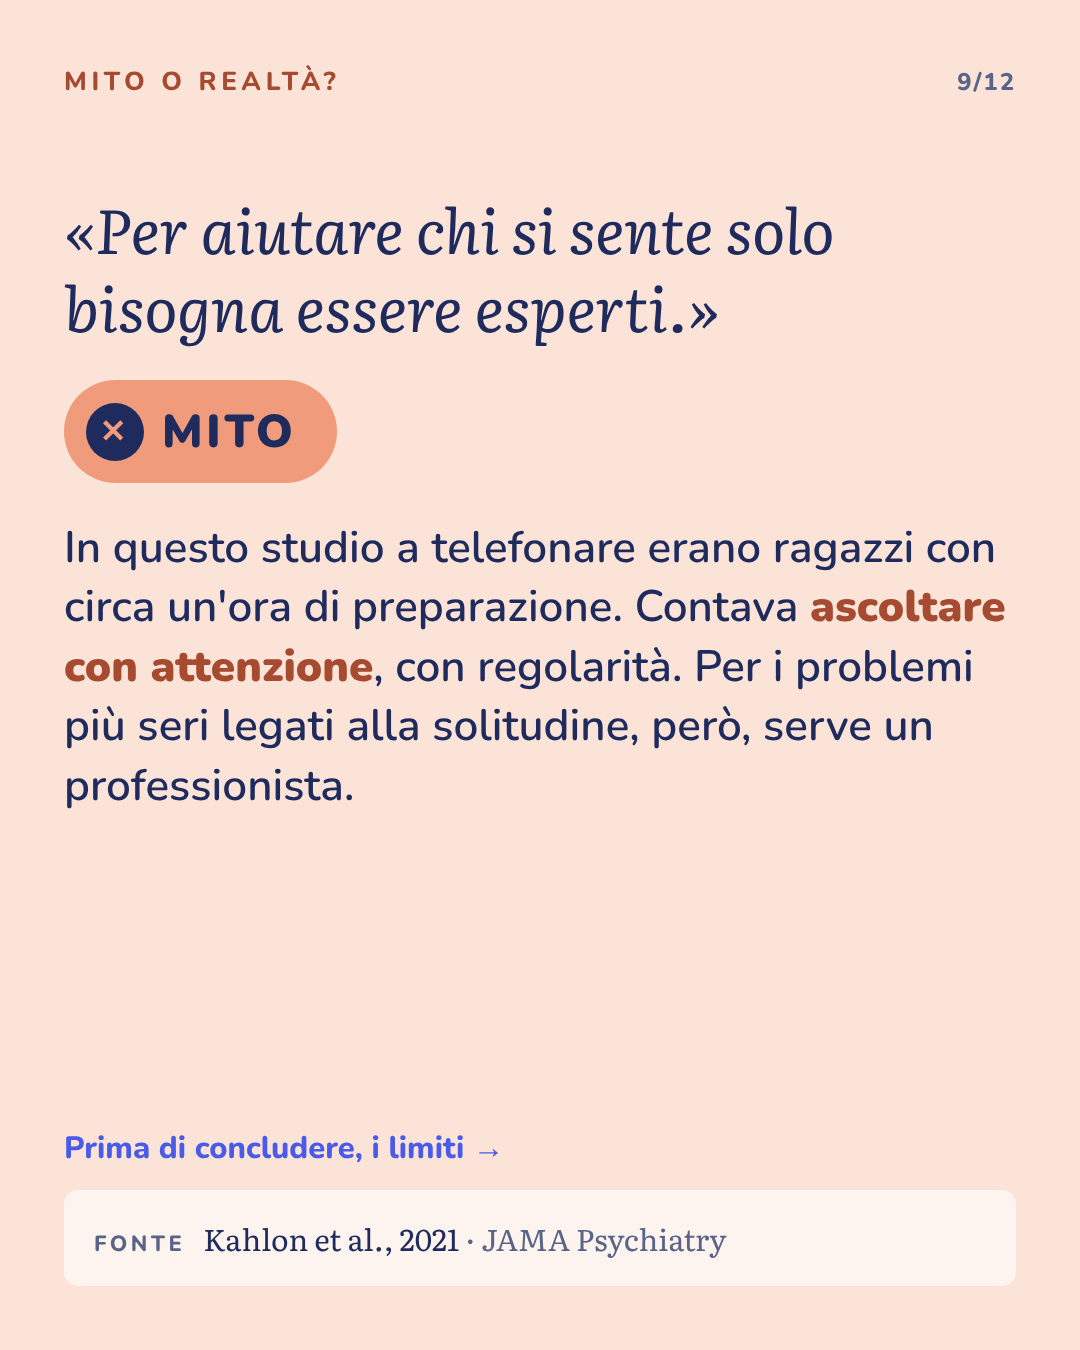 MITO O REALTÀ?
9/12
«Per aiutare chi si sente solo
bisogna essere esperti.»
✕ MITO
In questo studio a telefonare erano ragazzi con
circa un'ora di preparazione. Contava ascoltare
con attenzione, con regolarità. Per i problemi
più seri legati alla solitudine, però, serve un
professionista.
Prima di concludere, i limiti →
FONTE Kahlon et al., 2021 · JAMA Psychiatry